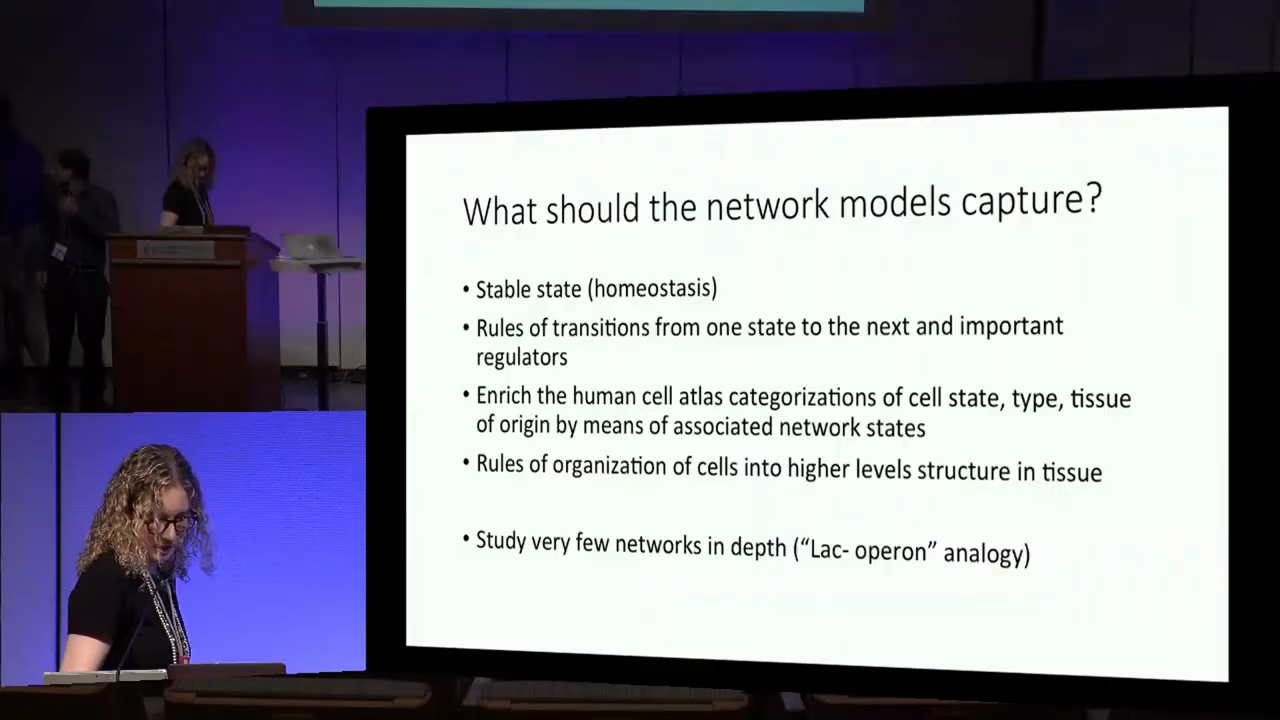 What should the network models capture?
• Stable state (homeostasis)
• Rules of transitions from one state to the next and important
regulators
• Enrich the human cell atlas categorizations of cell state, type, tissue
of origin by means of associated network states
• Rules of organization of cells into higher levels structure in tissue
• Study very few networks in depth (“Lac- operon” analogy)